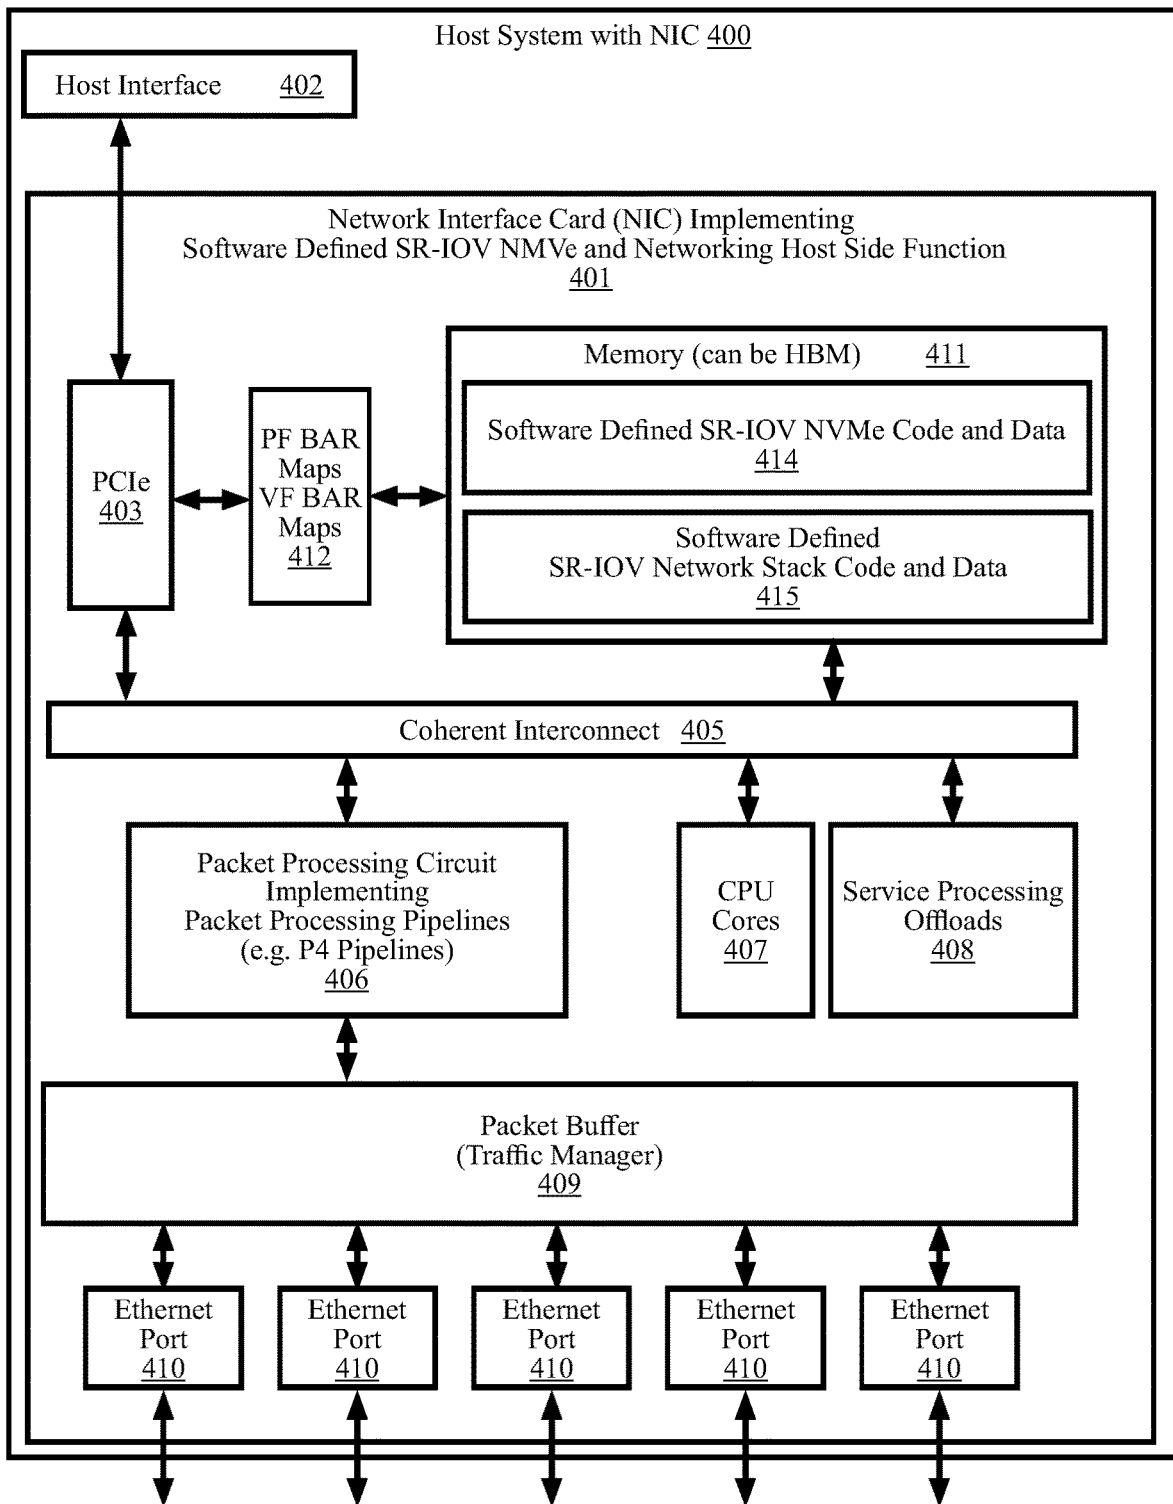 Host System with NIC 400
Host Interface 402
Network Interface Card (NIC) Implementing
Software Defined SR-IOV NMVe and Networking Host Side Function
401
Memory (can be HBM) 411
Software Defined SR-IOV NVMe Code and Data
414
Software Defined
SR-IOV Network Stack Code and Data
415
PF BAR
Maps
VF BAR
Maps
412
PCIe
403
Coherent Interconnect 405
Packet Processing Circuit
Implementing
Packet Processing Pipelines
(e.g. P4 Pipelines)
406
CPU
Cores
407
Service Processing
Offloads
408
Packet Buffer
(Traffic Manager)
409
Ethernet
Port
410
Ethernet
Port
410
Ethernet
Port
410
Ethernet
Port
410
Ethernet
Port
410